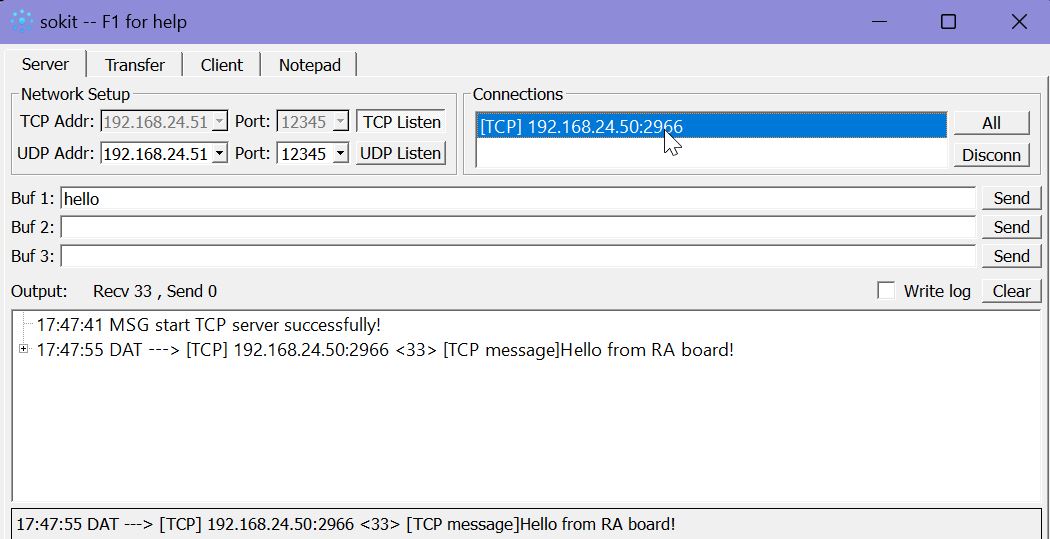 sokit -- F1 for help
Server Transfer Client Notepad
Network Setup
TCP Addr: 192.168.24.51 Port: 12345 TCP Listen
UDP Addr: 192.168.24.51 Port: 12345 UDP Listen
Connections
[TCP] 192.168.24.50:2966
All
Disconn
Buf 1: hello Send
Buf 2: Send
Buf 3: Send
Output: Recv 33 , Send 0 Write log Clear
17:47:41 MSG start TCP server successfully!
17:47:55 DAT ---> [TCP] 192.168.24.50:2966 <33> [TCP message]Hello from RA board!
17:47:55 DAT ---> [TCP] 192.168.24.50:2966 <33> [TCP message]Hello from RA board!